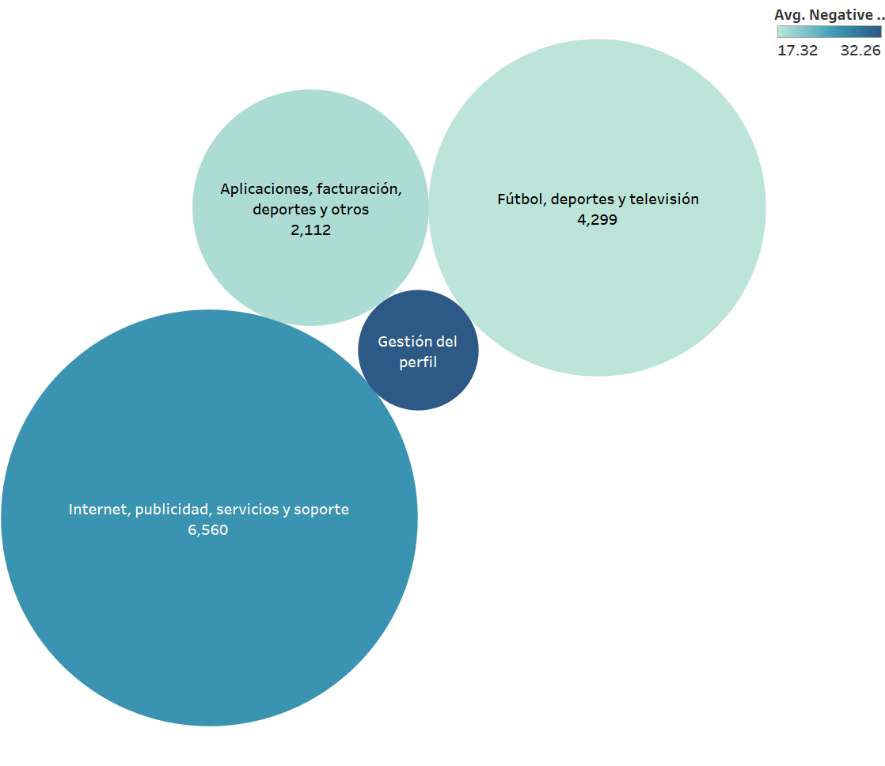 Avg. Negative ..
17.32 32.26
Aplicaciones, facturación,
deportes y otros
2,112
Fútbol, deportes y televisión
4,299
Gestión del
perfil
Internet, publicidad, servicios y soporte
6,560